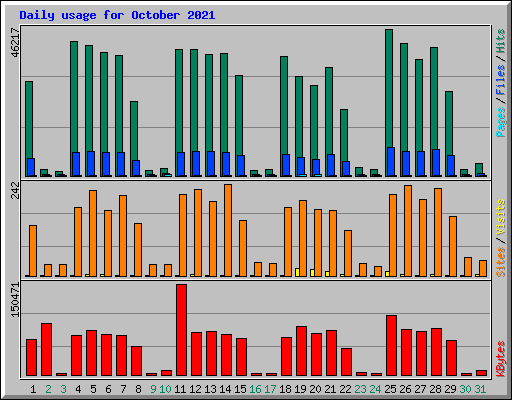 Daily usage for October 2021
46217
Pages / Files / Hits
242
Sites / Visits
150471
KBytes
1 2 3 4 5 6 7 8 9 10 11 12 13 14 15 16 17 18 19 20 21 22 23 24 25 26 27 28 29 30 31